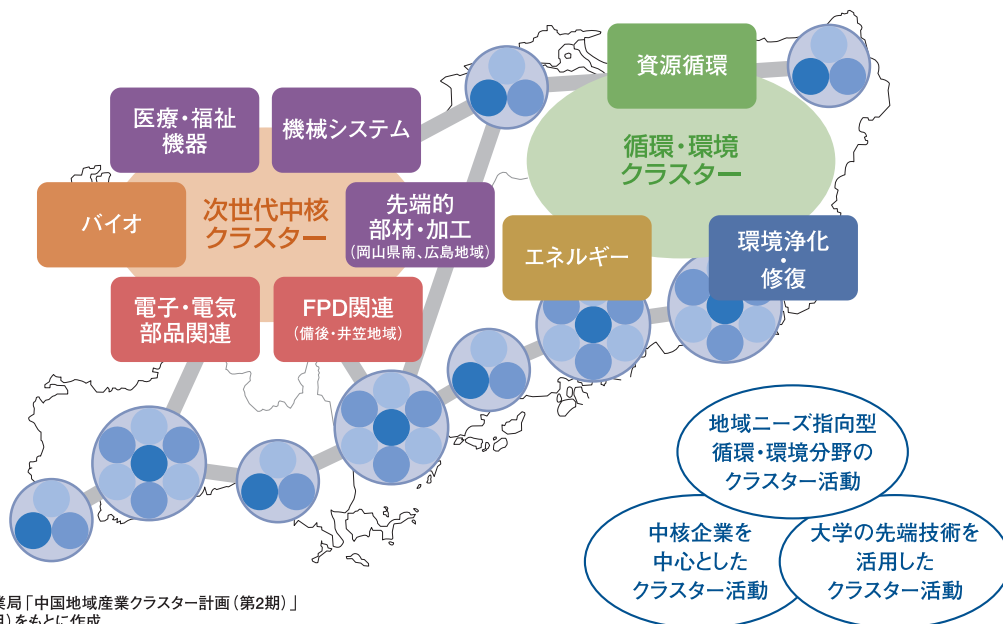 資源循環
医療・福祉
機器
機械システム
循環・環境
クラスター
バイオ
次世代中核
クラスター
先端的
部材・加工
(岡山県南、広島地域)
エネルギー
環境浄化
・
修復
電子・電気
部品関連
FPD関連
(備後・井笠地域)
地域ニーズ指向型
循環・環境分野の
クラスター活動
中核企業を
中心とした
クラスター活動
大学の先端技術を
活用した
クラスター活動
業局「中国地域産業クラスター計画(第2期)」
月)をもとに作成